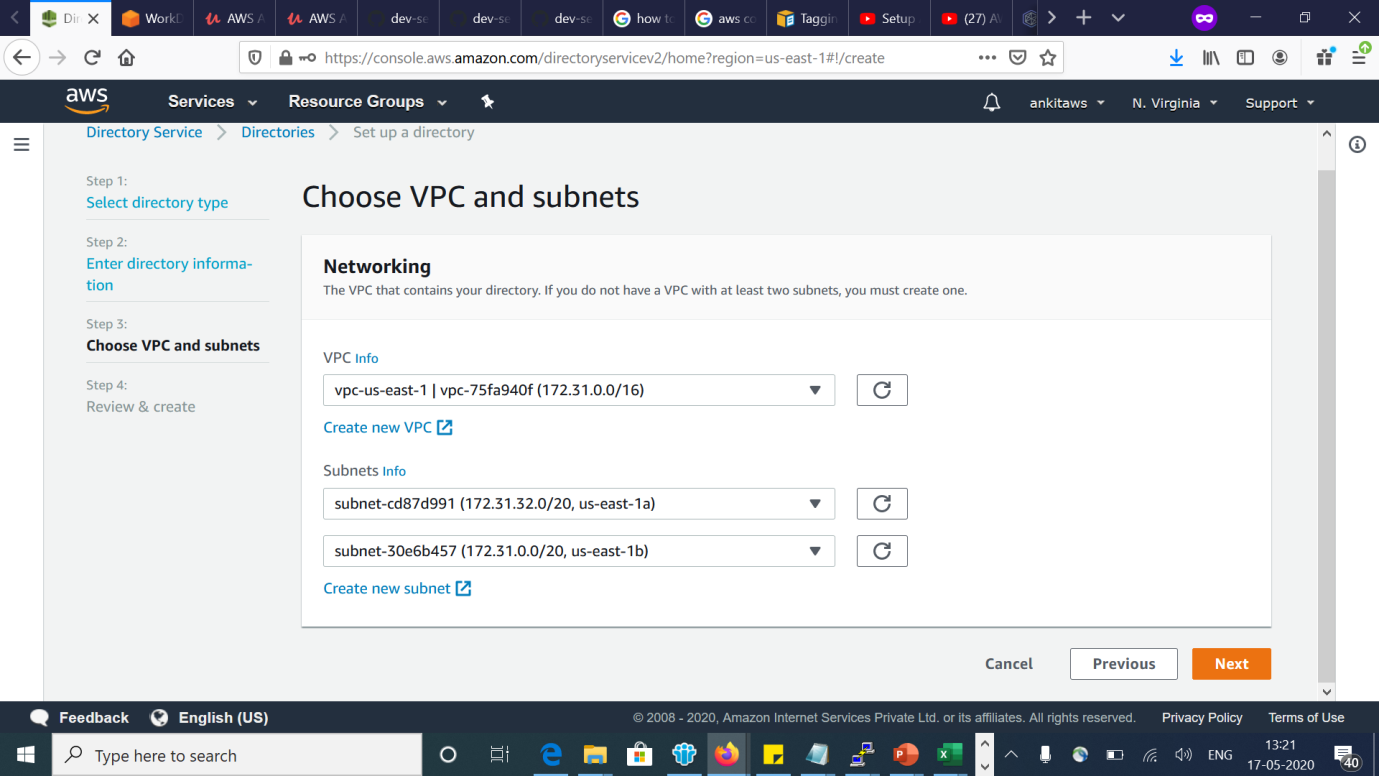 Di
WorkD
AWS A
AWS A
dev-se
dev-se
dev-se
how to
aws co
Taggin
Setup
(27) AV
https://console.aws.amazon.com/directoryservicev2/home?region=us-east-1#!/create
aws
Services
Resource Groups
ankitaws
N. Virginia
Support
Directory Service
Directories
Set up a directory
Step 1:
Select directory type
Step 2:
Enter directory informa-
tion
Step 3:
Choose VPC and subnets
Step 4:
Review & create
Choose VPC and subnets
Networking
The VPC that contains your directory. If you do not have a VPC with at least two subnets, you must create one.
VPC Info
vpc-us-east-1 | vpc-75fa940f (172.31.0.0/16)
Create new VPC
Subnets Info
subnet-cd87d991 (172.31.32.0/20, us-east-1a)
subnet-30e6b457 (172.31.0.0/20, us-east-1b)
Create new subnet
Cancel
Previous
Next
Feedback
English (US)
© 2008 - 2020, Amazon Internet Services Private Ltd. or its affiliates. All rights reserved.
Privacy Policy
Terms of Use
Type here to search
ENG
13:21
17-05-2020
40